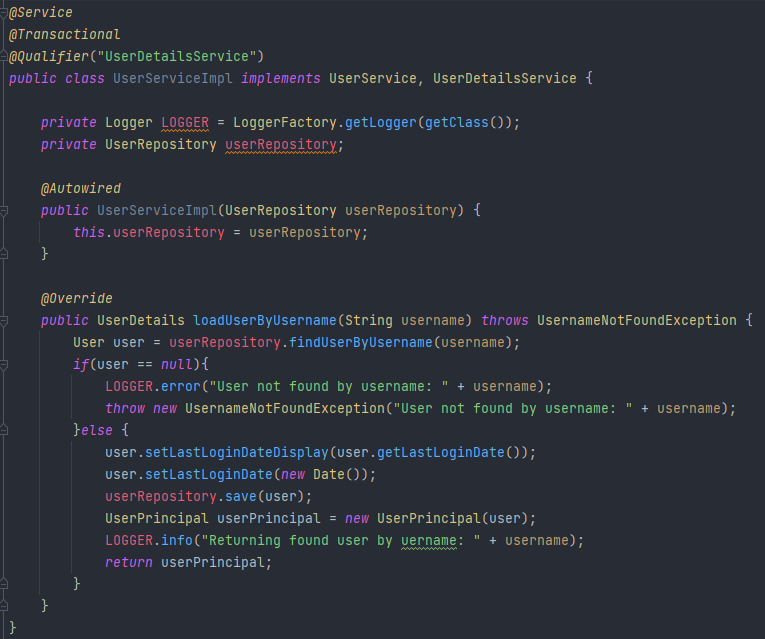 @Service
@Transactional
@Qualifier("UserDetailsService")
public class UserServiceImpl implements UserService, UserDetailsService {
private Logger LOGGER = LoggerFactory.getLogger(getClass());
private UserRepository userRepository;
@Autowired
public UserServiceImpl(UserRepository userRepository) {
this.userRepository = userRepository;
}
@Override
public UserDetails loadUserByUsername(String username) throws UsernameNotFoundException {
User user = userRepository.findUserByUsername(username);
if(user == null){
LOGGER.error("User not found by username: " + username);
throw new UsernameNotFoundException("User not found by username: " + username);
}else {
user.setLastLoginDateDisplay(user.getLastLoginDate());
user.setLastLoginDate(new Date());
userRepository.save(user);
UserPrincipal userPrincipal = new UserPrincipal(user);
LOGGER.info("Returning found user by uername: " + username);
return userPrincipal;
}
}
}